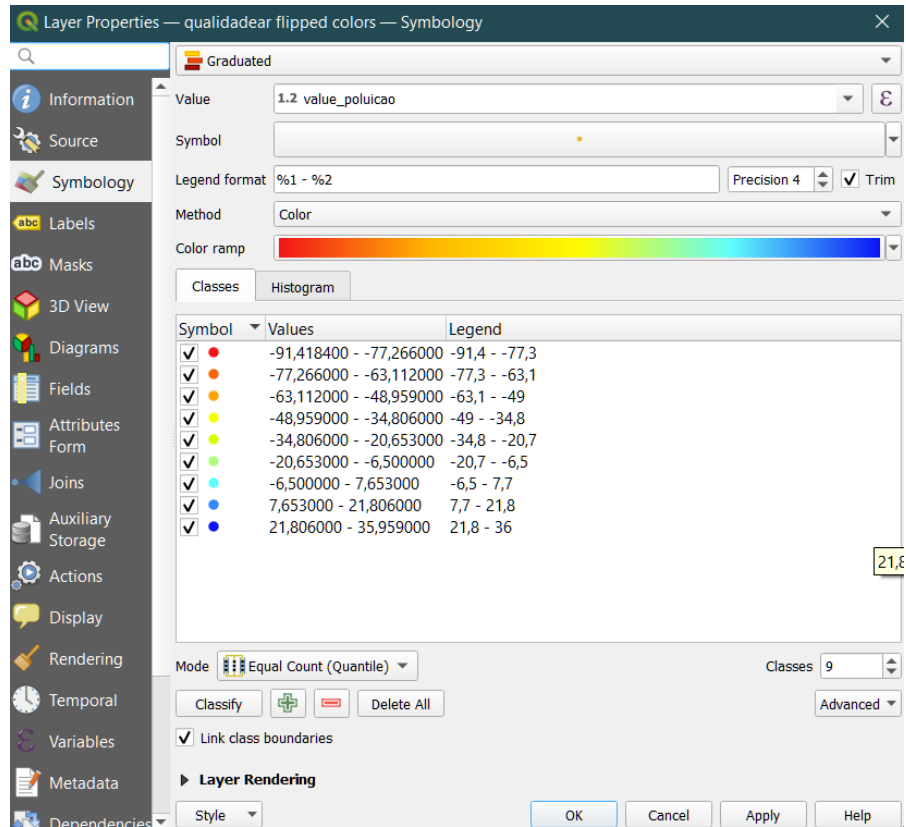 Layer Properties — qualidadear flipped colors — Symbology
Information
Source
Symbology
abc Labels
abc Masks
3D View
Diagrams
Fields
Attributes
Form
Joins
Auxiliary
Storage
Actions
Display
Rendering
Temporal
Variables
Metadata
Dependencies
Graduated
Value 1.2 value_poluicao ε
Symbol
Legend format %1 - %2 Precision 4 Trim
Method Color
Color ramp
Classes Histogram
Symbol Values Legend
-91,418400 - -77,266000 -91,4 - -77,3
-77,266000 - -63,112000 -77,3 - -63,1
-63,112000 - -48,959000 -63,1 - -49
-48,959000 - -34,806000 -49 - -34,8
-34,806000 - -20,653000 -34,8 - -20,7
-20,653000 - -6,500000 -20,7 - -6,5
-6,500000 - 7,653000 -6,5 - 7,7
7,653000 - 21,806000 7,7 - 21,8
21,806000 - 35,959000 21,8 - 36
21,8
Mode Equal Count (Quantile) Classes 9
Classify Delete All Advanced
Link class boundaries
Layer Rendering
Style OK Cancel Apply Help